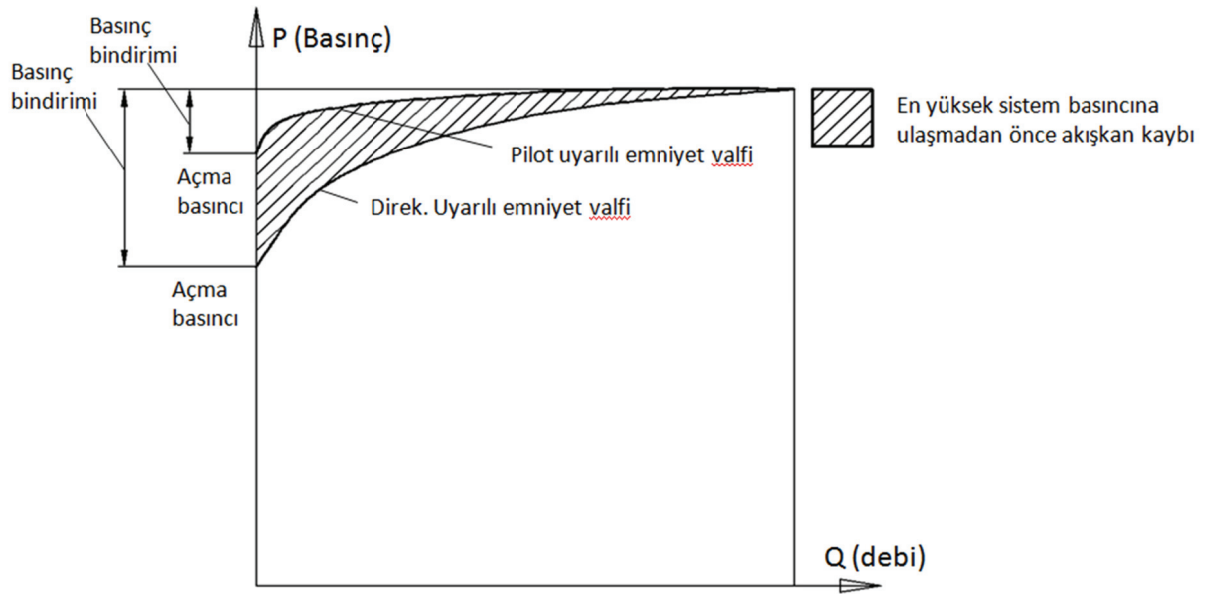 Basınç
bindirimi
P (Basınç)
Basınç
bindirimi
En yüksek sistem basıncına
ulaşmadan önce akışkan kaybı
Pilot uyarılı emniyet valfi
Açma
basıncı
Direk. Uyarılı emniyet valfi
Açma
basıncı
Q (debi)